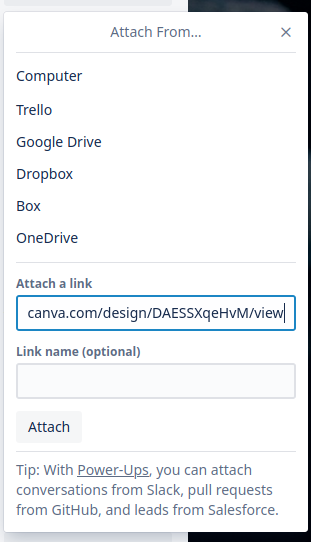 Attach From...
Computer
Trello
Google Drive
Dropbox
Box
OneDrive
Attach a link
canva.com/design/DAESSXqeHvM/view
Link name (optional)
Attach
Tip: With Power-Ups, you can attach
conversations from Slack, pull requests
from GitHub, and leads from Salesforce.